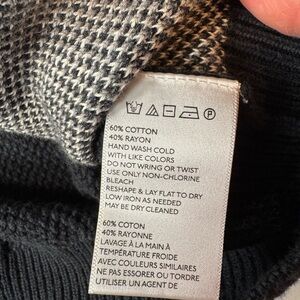 60% COTTON
40% RAYON
HAND WASH COLD
WITH LIKE COLORS
DO NOT WRING OR TWIST
USE ONLY NON-CHLORINE
BLEACH
RESHAPE & LAY FLAT TO DRY
LOW IRON AS NEEDED
MAY BE DRY CLEANED
60% COTON
40% RAYONNE
LAVAGE À LA MAIN À
TEMPÉRATURE FROIDE
AVEC COULEURS SIMILAIRES
NE PAS ESSORER OU TORDRE
UTILISER UN AGENT DE